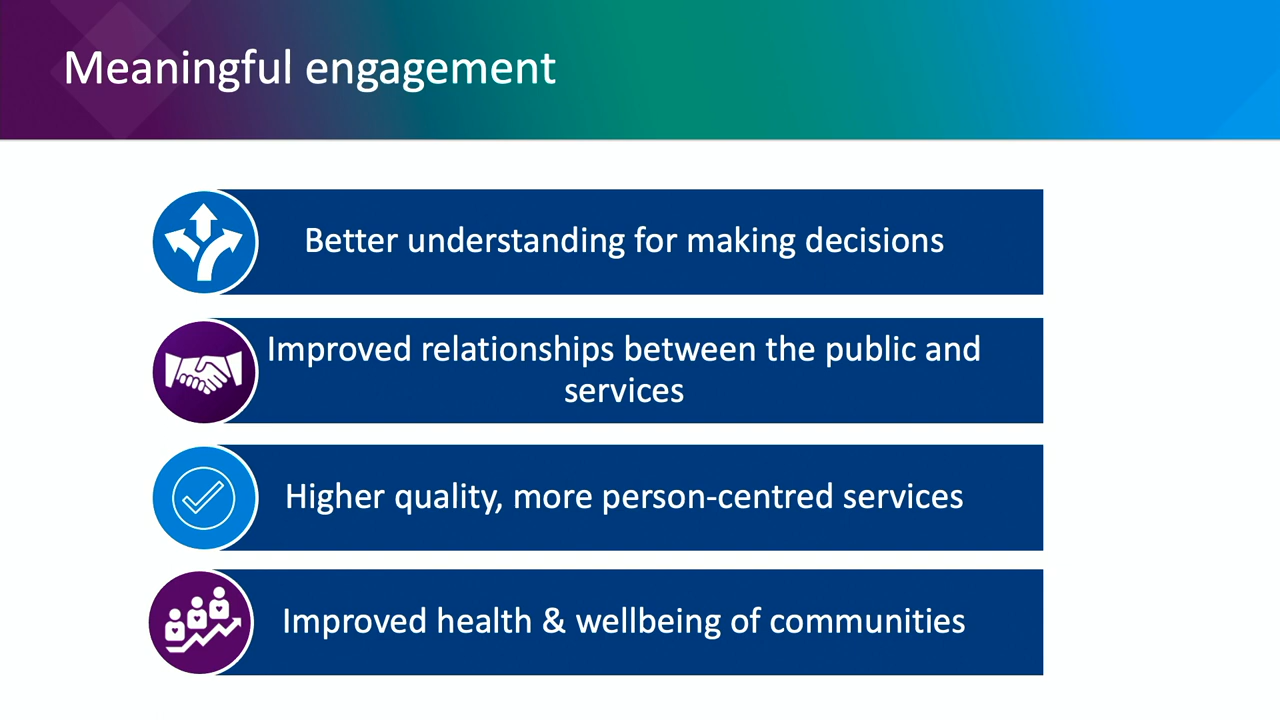 Meaningful engagement
Better understanding for making decisions
Improved relationships between the public and
services
Higher quality, more person-centred services
Improved health & wellbeing of communities